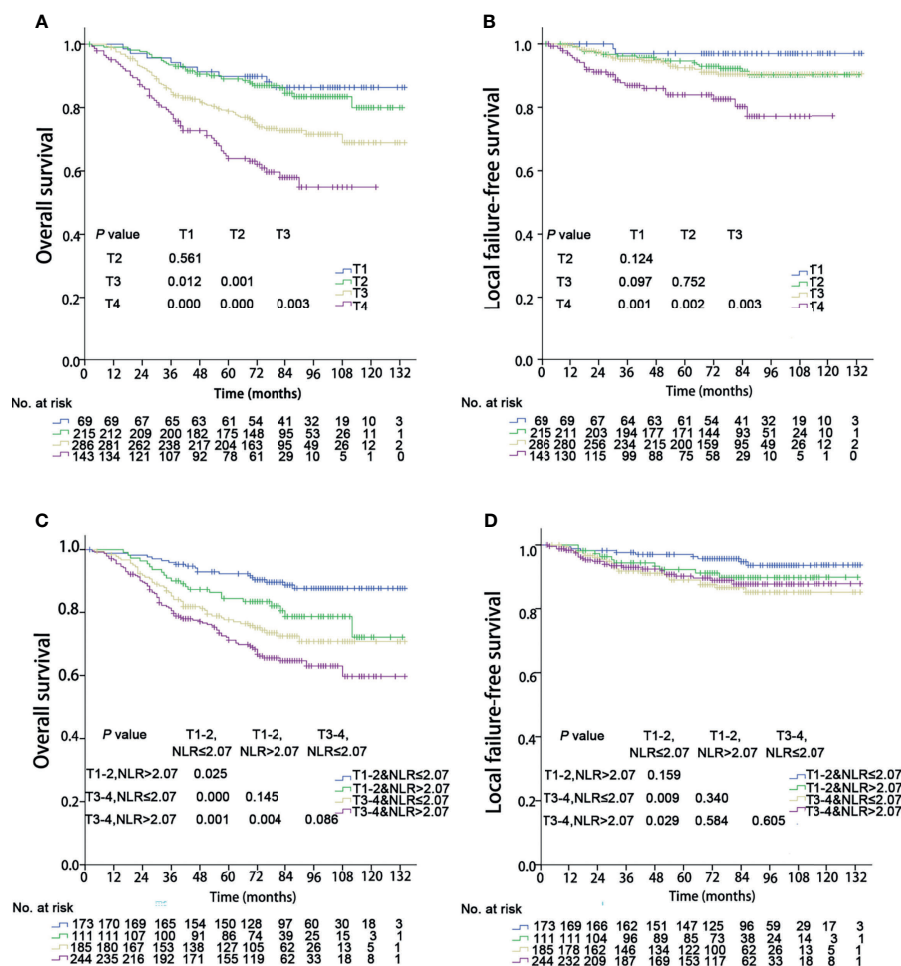 A
Overall survival
1.0
0.8
0.6
0.4
0.2
0.0
P value T1 T2 T3
T2 0.561
T3 0.012 0.001
T4 0.000 0.000 0.003
T1
T2
T3
T4
0 12 24 36 48 60 72 84 96 108 120 132
Time (months)
No. at risk
69 69 67 65 63 61 54 41 32 19 10 3
215 212 209 200 182 175 148 95 53 26 11 1
286 281 262 238 217 204 163 95 49 26 12 2
143 134 121 107 92 78 61 29 10 5 1 0
B
Local failure-free survival
1.0
0.8
0.6
0.4
0.2
0.0
P value T1 T2 T3
T2 0.124
T3 0.097 0.752
T4 0.001 0.002 0.003
T1
T2
T3
T4
0 12 24 36 48 60 72 84 96 108 120 132
Time (months)
No. at risk
69 69 67 64 63 61 54 41 32 19 10 3
215 211 203 194 177 171 144 93 51 24 10 1
286 280 256 234 215 200 159 95 49 26 12 2
143 130 115 99 88 75 58 29 10 5 1 0
C
Overall survival
1.0
0.8
0.6
0.4
0.2
0.0
P value T1-2, T1-2, T3-4,
NLR≤2.07 NLR>2.07 NLR≤2.07
T1-2,NLR>2.07 0.025
T3-4,NLR≤2.07 0.000 0.145
T3-4,NLR>2.07 0.001 0.004 0.086
T1-2&NLR≤2.07
T1-2&NLR>2.07
T3-4&NLR≤2.07
T3-4&NLR>2.07
0 12 24 36 48 60 72 84 96 108 120 132
Time (months)
No. at risk
173 170 169 165 154 150 128 97 60 30 18 3
111 111 107 100 91 86 74 39 25 15 3 1
185 180 167 153 138 127 105 62 26 13 5 1
244 235 216 192 171 155 119 62 33 18 8 1
D
Local failure-free survival
1.0
0.8
0.6
0.4
0.2
0.0
P value T1-2, T1-2, T3-4,
NLR≤2.07 NLR>2.07 NLR≤2.07
T1-2,NLR>2.07 0.159
T3-4,NLR≤2.07 0.009 0.340
T3-4,NLR>2.07 0.029 0.584 0.605
T1-2&NLR≤2.07
T1-2&NLR>2.07
T3-4&NLR≤2.07
T3-4&NLR>2.07
0 12 24 36 48 60 72 84 96 108 120 132
Time (months)
No. at risk
173 169 166 162 151 147 125 96 59 29 17 3
111 111 104 96 89 85 73 38 24 14 3 1
185 178 162 146 134 122 100 62 26 13 5 1
244 232 209 187 169 153 117 62 33 18 8 1